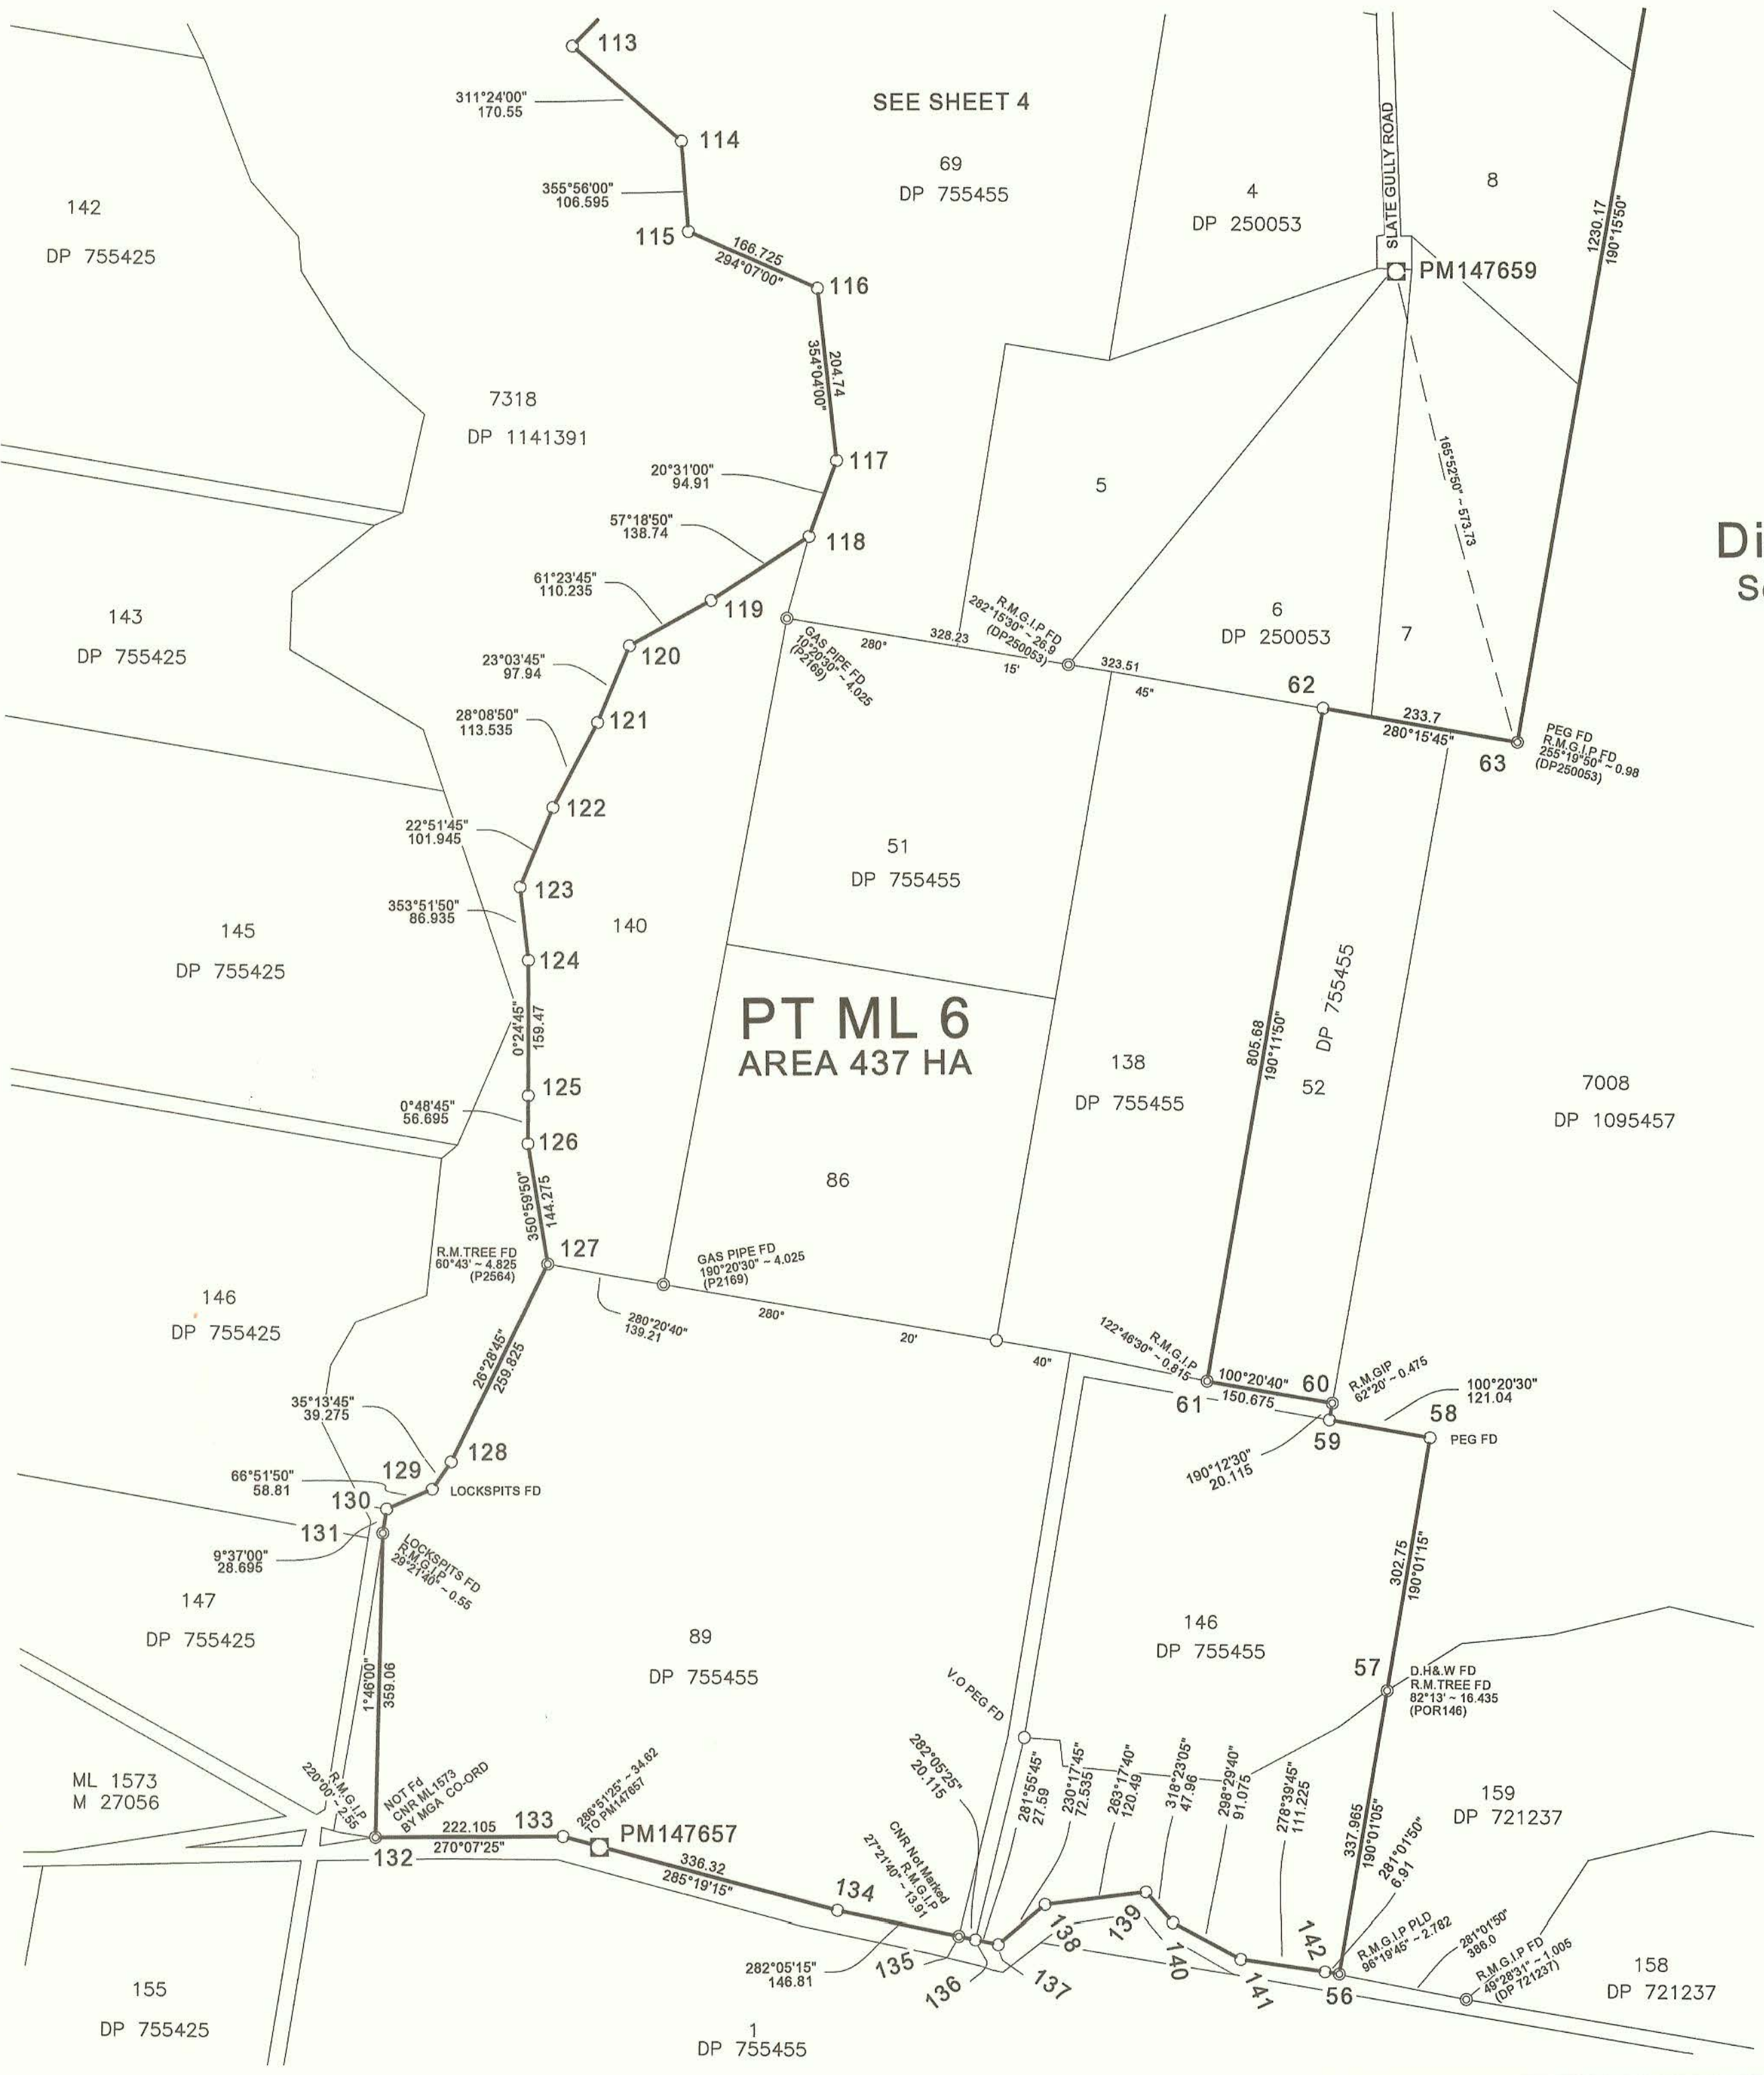 113
311°24'00"
170.55
114
SEE SHEET 4
69
DP 755455
355°56'00"
106.595
115
166.725
294°07'00"
116
204.74
354°04'00"
117
20°31'00"
94.91
118
57°18'50"
138.74
119
61°23'45"
110.235
120
23°03'45"
97.94
121
28°08'50"
113.535
122
22°51'45"
101.945
123
353°51'50"
86.935
124
0°24'45"
159.47
125
0°48'45"
56.695
126
350°59'50"
144.275
127
R.M.TREE FD
60°43' ~ 4.825
(P2564)
26°28'45"
259.825
35°13'45"
39.275
128
129
LOCKSPITS FD
66°51'50"
58.81
130
131
9°37'00"
28.695
LOCKSPITS FD
R.M.G.I.P
29°21'40" ~ 0.55
1°46'00"
359.06
142
DP 755425
7318
DP 1141391
143
DP 755425
145
DP 755425
146
DP 755425
147
DP 755425
ML 1573
M 27056
155
DP 755425
4
DP 250053
SLATE GULLY ROAD
8
PM147659
1230.17
190°15'50"
5
165°52'50" ~ 573.73
6
DP 250053
7
Di
GAS PIPE FD
10°20'30" ~ 4.025
(P2169)
280°
328.23
15'
R.M.G.I.P FD
282°15'30" ~ 26.9
(DP250053)
323.51
45"
62
233.7
280°15'45"
63
PEG FD
R.M.G.I.P FD
255°19'50" ~ 0.98
(DP250053)
51
DP 755455
140
PT ML 6
AREA 437 HA
86
138
DP 755455
805.68
190°11'50"
DP 755455
52
7008
DP 1095457
GAS PIPE FD
190°20'30" ~ 4.025
(P2169)
280°20'40"
139.21
280°
20'
40"
R.M.G.I.P
122°46'30" ~ 0.815
61
100°20'40"
150.675
60
R.M.GIP
62°20' ~ 0.475
59
190°12'30"
20.115
100°20'30"
121.04
58
PEG FD
302.75
190°01'15"
57
D.H&.W FD
R.M.TREE FD
82°13' ~ 16.435
(POR146)
146
DP 755455
89
DP 755455
V.O PEG FD
R.M.G.I.P
220°00' ~ 2.55
NOT Fd
CNR ML1573
BY MGA CO-ORD
132
222.105
270°07'25"
133
286°51'25" ~ 34.62
TO PM147657
PM147657
336.32
285°19'15"
134
282°05'15"
146.81
CNR Not Marked
R.M.G.I.P
27°21'40" ~ 13.91
135
282°05'25"
20.115
136
281°55'45"
27.59
137
230°17'45"
72.535
138
263°17'40"
120.49
139
318°23'05"
47.96
140
298°29'40"
91.075
141
278°39'45"
111.225
142
281°01'50"
6.91
337.965
190°01'05"
56
R.M.G.I.P PLD
96°19'45" ~ 2.782
281°01'50"
386.0
R.M.G.I.P FD
49°28'31" ~ 1.005
(DP 721237)
159
DP 721237
158
DP 721237
1
DP 755455